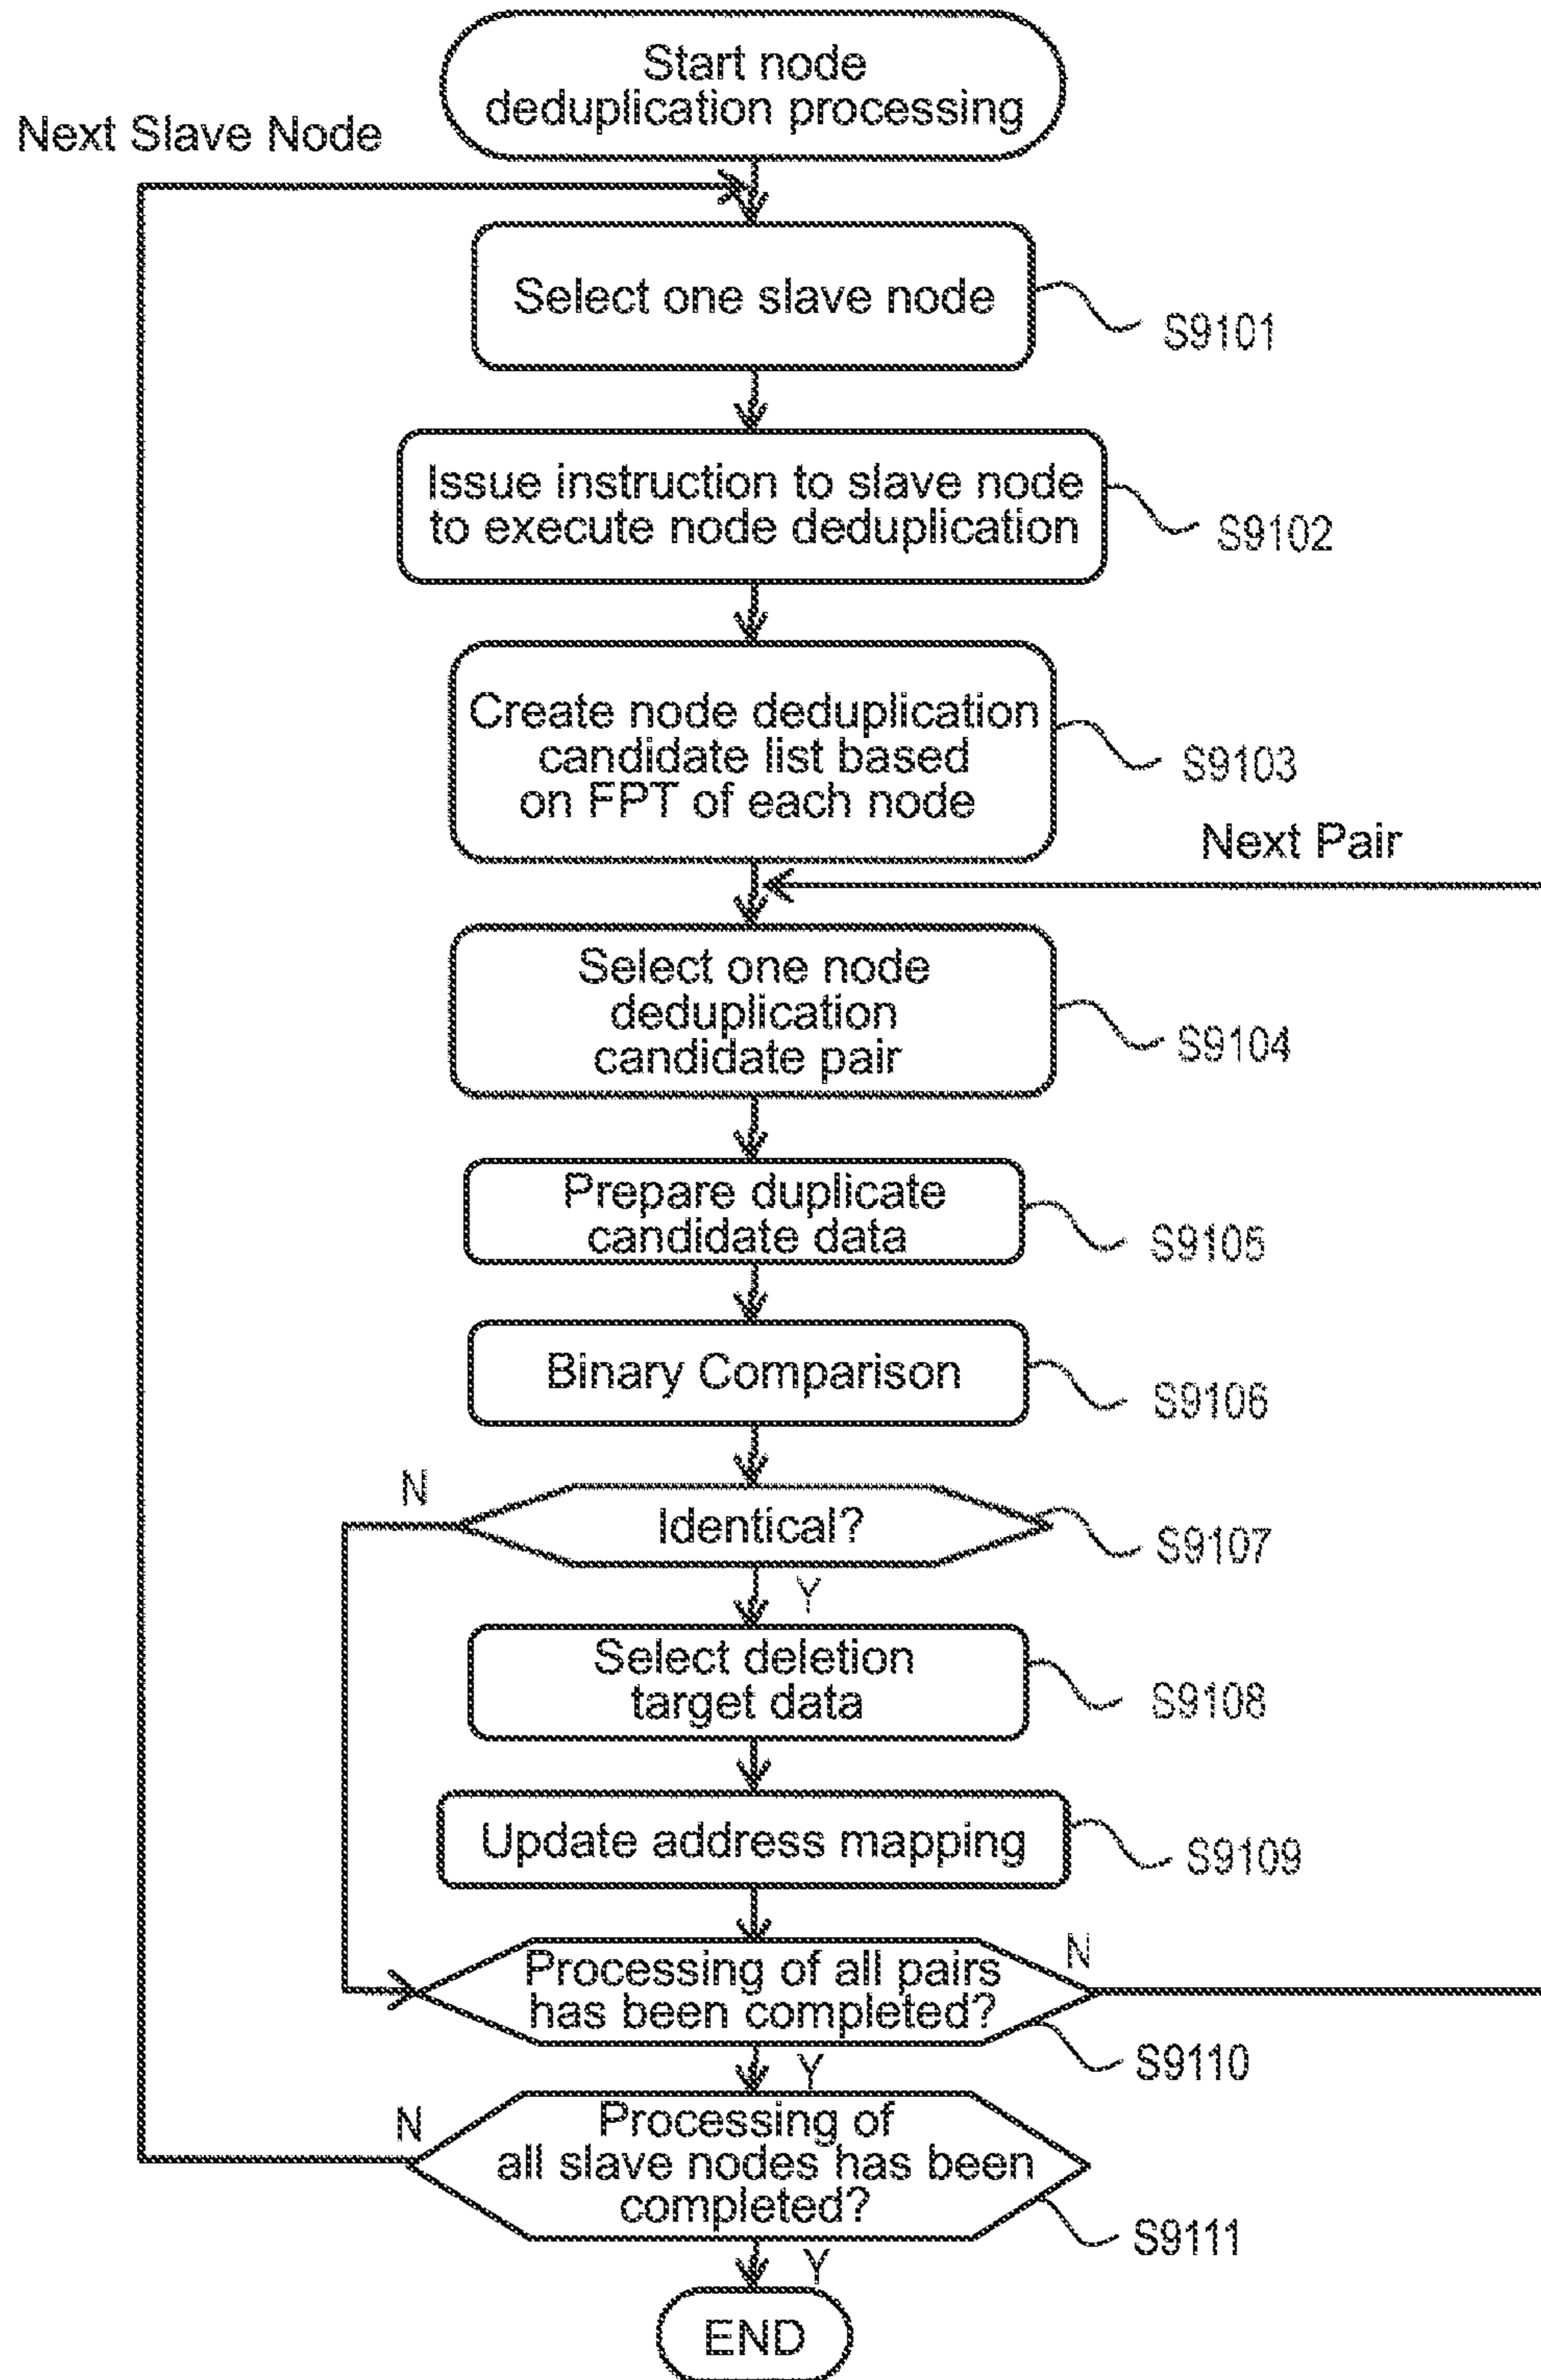 Start node
deduplication processing
Next Slave Node
Select one slave node
S9101
Issue instruction to slave node
to execute node deduplication
S9102
Create node deduplication
candidate list based
on FPT of each node
S9103
Next Pair
Select one node
deduplication
candidate pair
S9104
Prepare duplicate
candidate data
S9105
Binary Comparison
S9106
N
Identical?
S9107
Y
Select deletion
target data
S9108
Update address mapping
S9109
N
Processing of all pairs
has been completed?
S9110
Y
N
Processing of
all slave nodes has been
completed?
S9111
Y
END